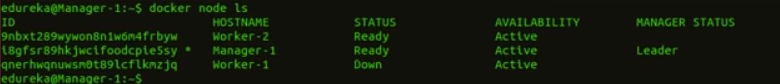 edureka@Manager-1:~$ docker node ls
ID HOSTNAME STATUS AVAILABILITY MANAGER STATUS
9nbxt289wywon8n1w6m4frbyw Worker-2 Ready Active
i8gfsr89hkjwcifoodcpie5sy * Manager-1 Ready Active Leader
qnerhwqnuwsm0t89lcflkmzjq Worker-1 Down Active
edureka@Manager-1:~$